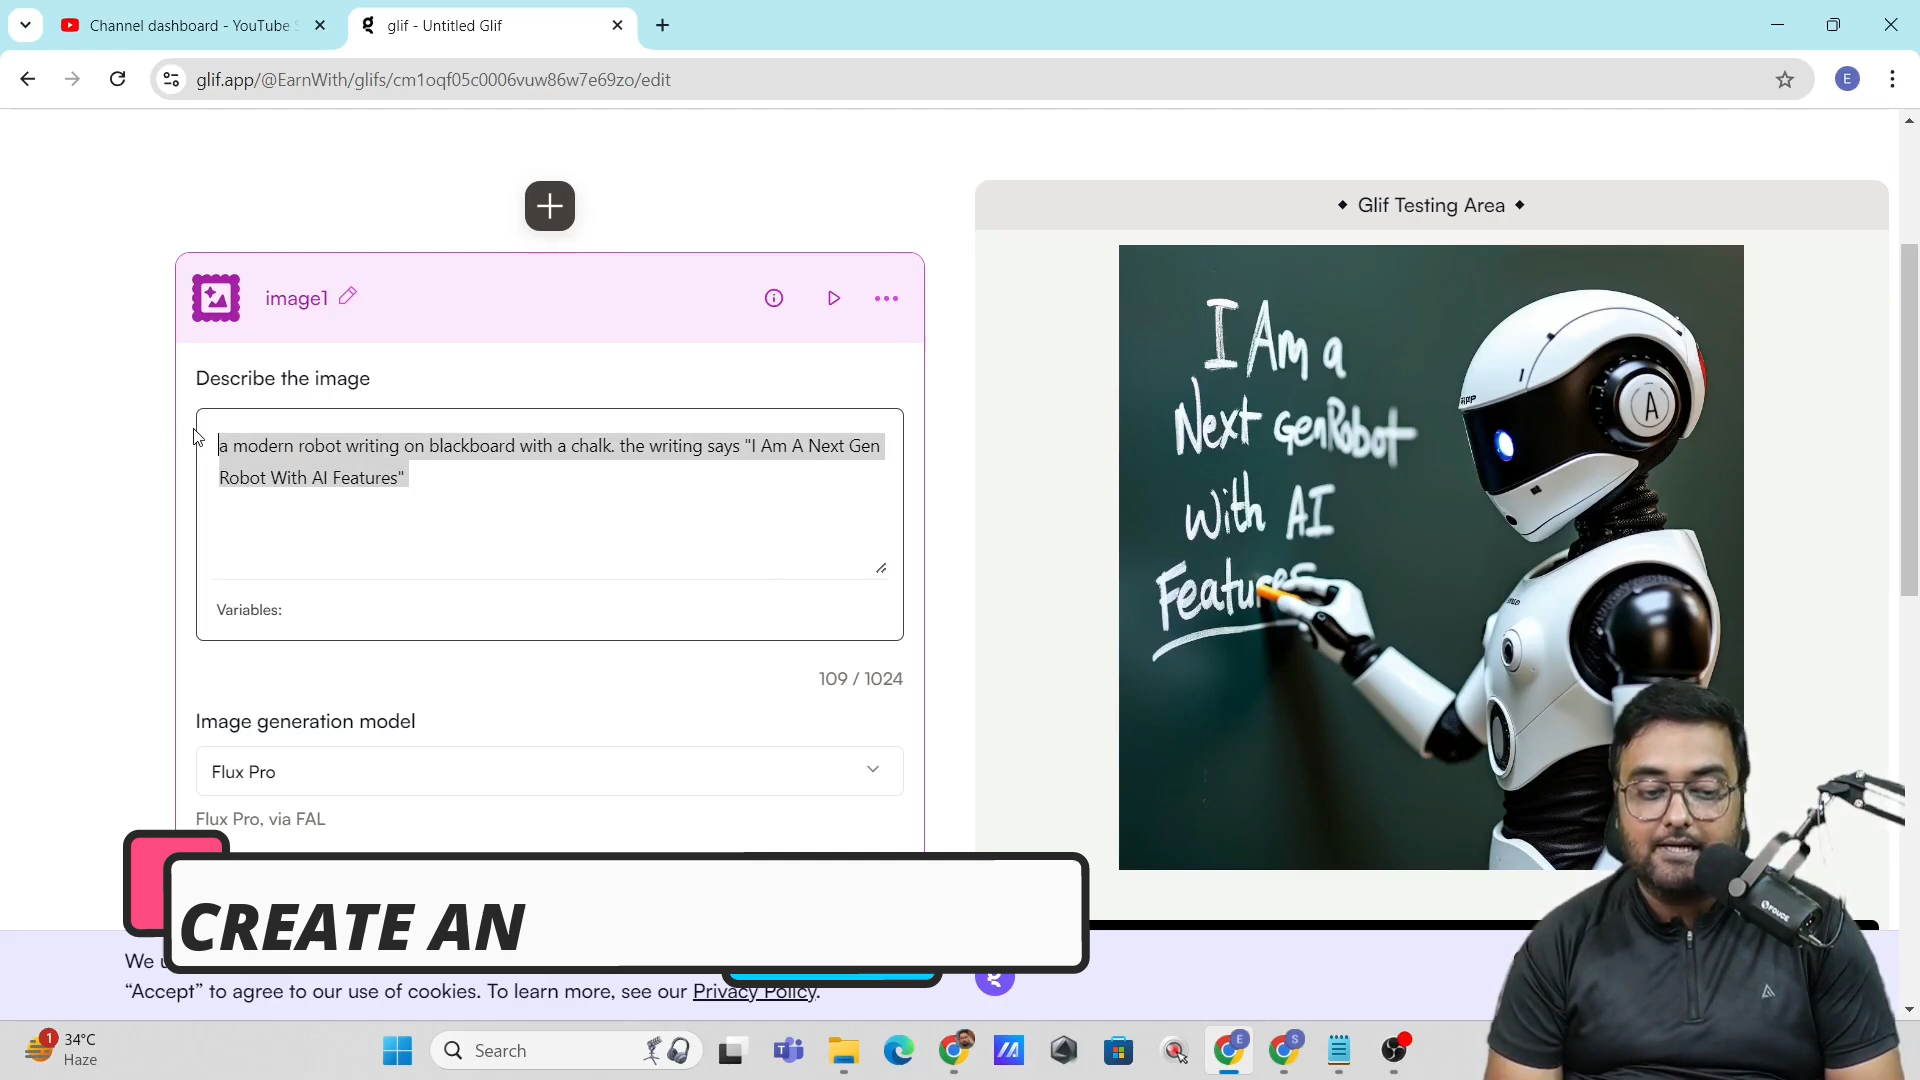 Channel dashboard - YouTube S
glif - Untitled Glif
glif.app/@EarnWith/glifs/cm1oqf05c0006vuw86w7e69zo/edit
E
◆ Glif Testing Area ◆
image1
Describe the image
a modern robot writing on blackboard with a chalk. the writing says "I Am A Next Gen
Robot With AI Features"
Variables:
109 / 1024
Image generation model
Flux Pro
Flux Pro, via FAL
I Am a
Next GenRobot
With AI
Features
A
CREATE AN
We u
“Accept” to agree to our use of cookies. To learn more, see our Privacy Policy.
FDUCE
1
34°C
Haze
Search
E
S